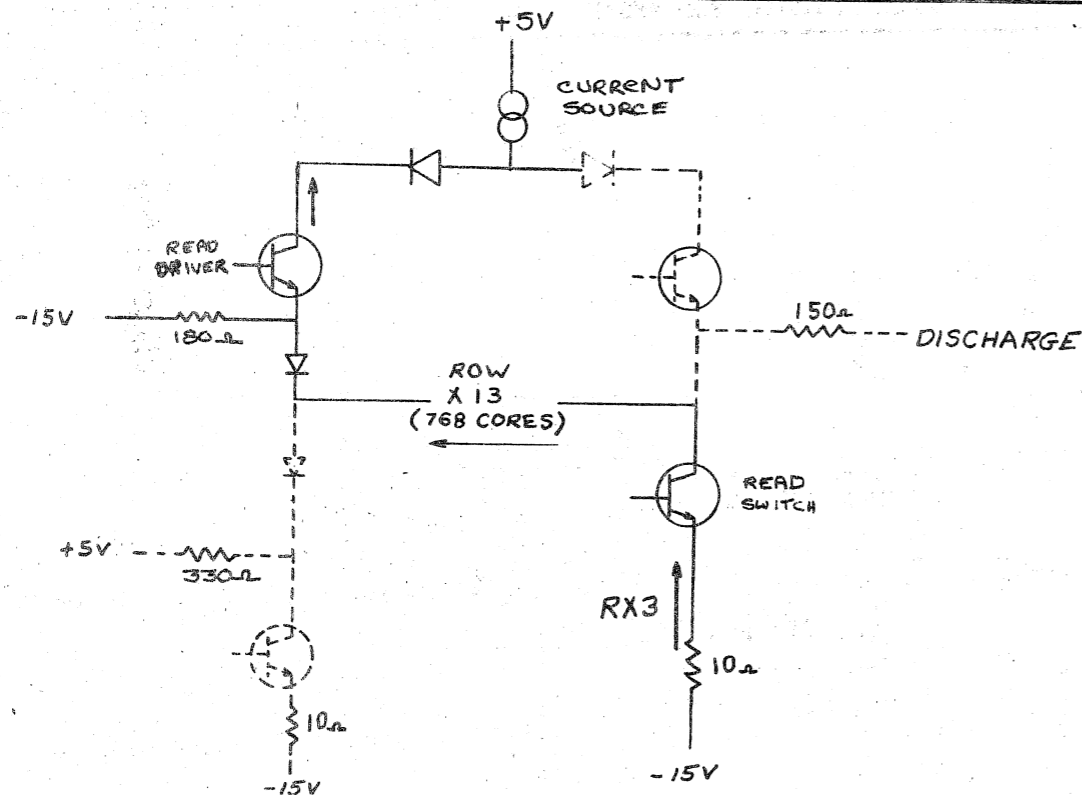 +5V
CURRENT
SOURCE
READ
DRIVER
-15V
180Ω
150Ω
DISCHARGE
ROW
X 13
(768 CORES)
READ
SWITCH
+5V
330Ω
RX3
10Ω
10Ω
-15V
-15V